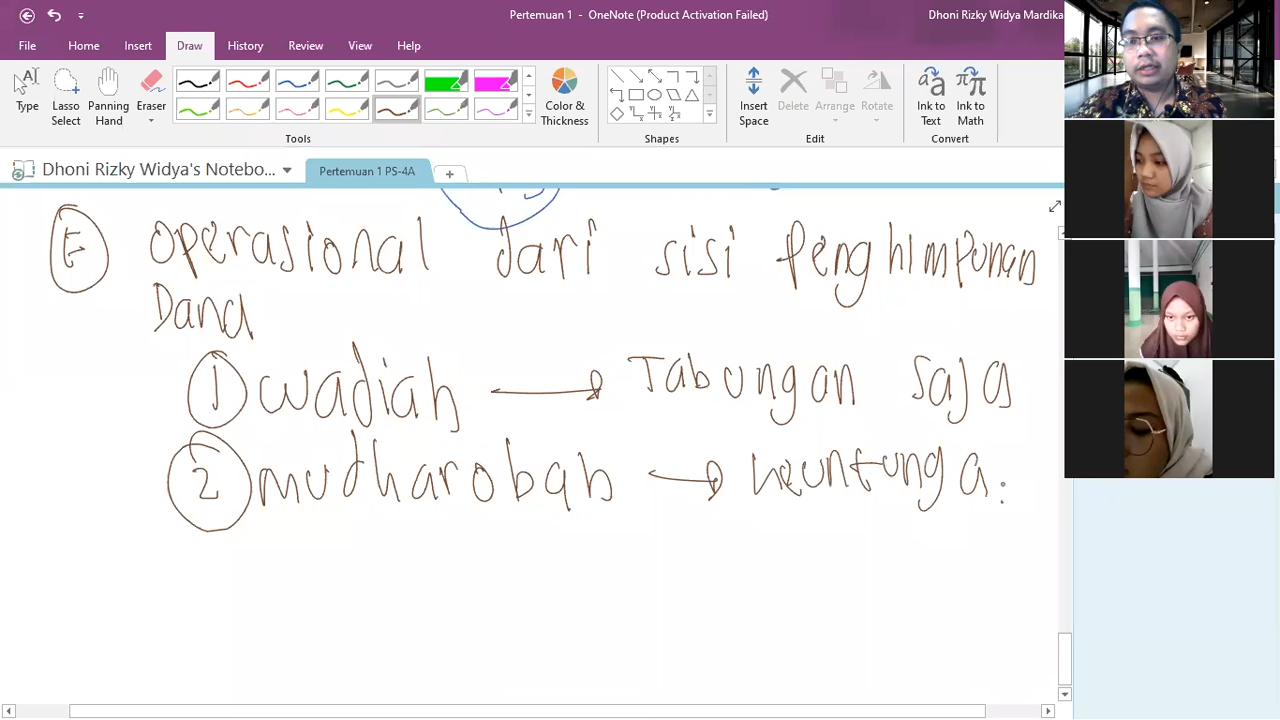 Pertemuan 1 - OneNote (Product Activation Failed)
Dhoni Rizky Widya Mardika
File Home Insert Draw History Review View Help
Type Lasso Select Panning Hand Eraser
Color & Thickness
Insert Space Delete Arrange Rotate
Ink to Text Ink to Math
Tools Shapes Edit Convert
Dhoni Rizky Widya's Notebo... Pertemuan 1 PS-4A
E operasional dari sisi penghimpunan
Dana
1 wadiah → Tabungan saja
2 mudharobah → keuntunga